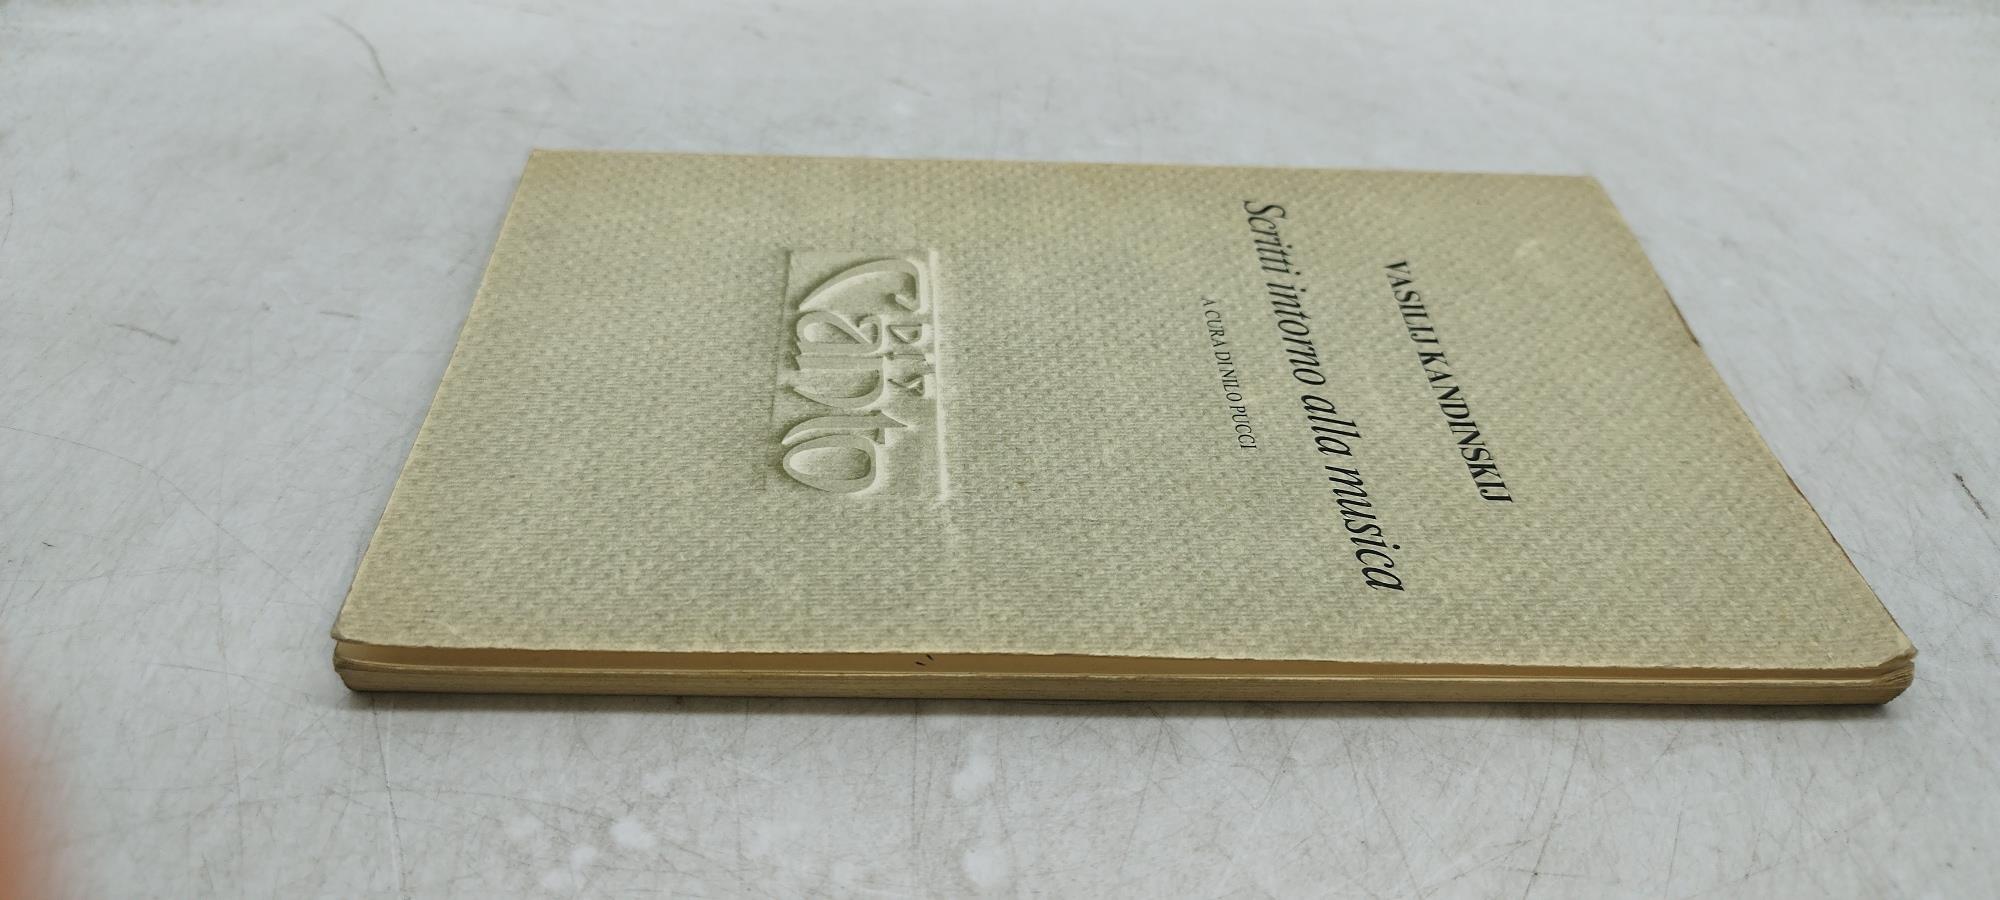 VASILIJ KANDINSKIJ
Scritti intorno alla musica
A CURA DI NILO PUCCI